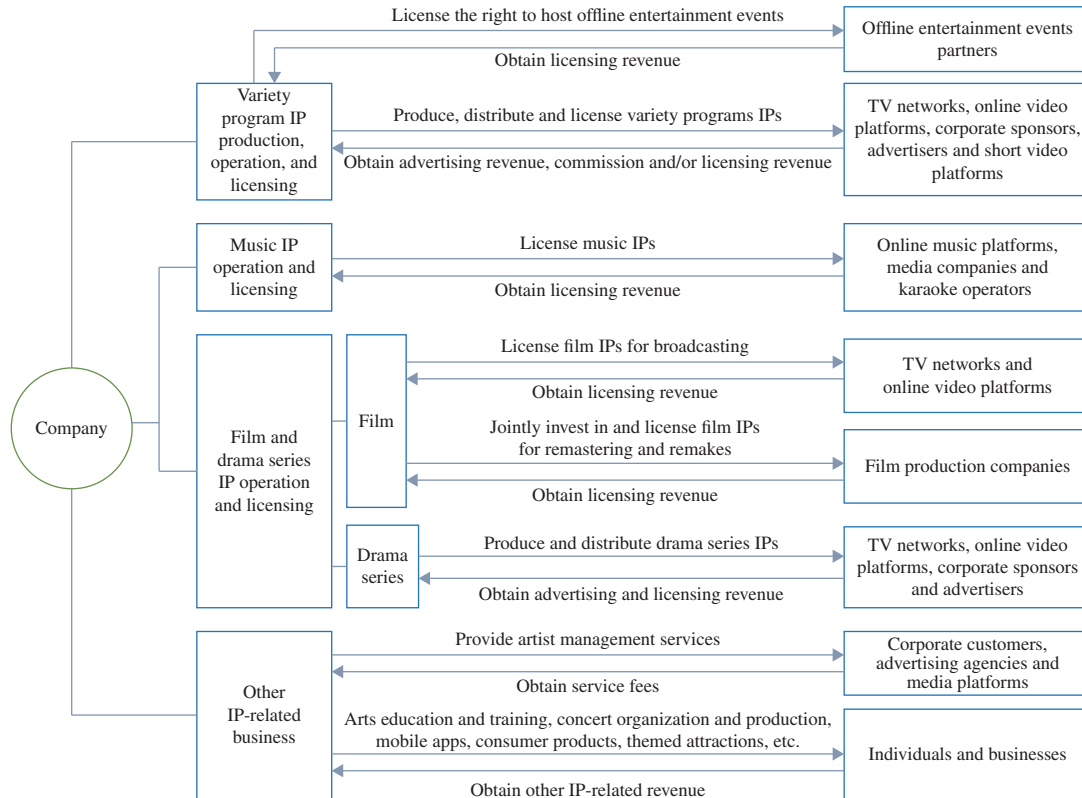 License the right to host offline entertainment events
Obtain licensing revenue
Offline entertainment events
partners
Variety
program IP
production,
operation, and
licensing
Produce, distribute and license variety programs IPs
Obtain advertising revenue, commission and/or licensing revenue
TV networks, online video
platforms, corporate sponsors,
advertisers and short video
platforms
Music IP
operation and
licensing
License music IPs
Obtain licensing revenue
Online music platforms,
media companies and
karaoke operators
Company
Film and
drama series
IP operation
and licensing
Film
License film IPs for broadcasting
Obtain licensing revenue
TV networks and
online video platforms
Jointly invest in and license film IPs
for remastering and remakes
Obtain licensing revenue
Film production companies
Drama
series
Produce and distribute drama series IPs
Obtain advertising and licensing revenue
TV networks, online video
platforms, corporate sponsors
and advertisers
Other
IP-related
business
Provide artist management services
Obtain service fees
Corporate customers,
advertising agencies and
media platforms
Arts education and training, concert organization and production,
mobile apps, consumer products, themed attractions, etc.
Obtain other IP-related revenue
Individuals and businesses